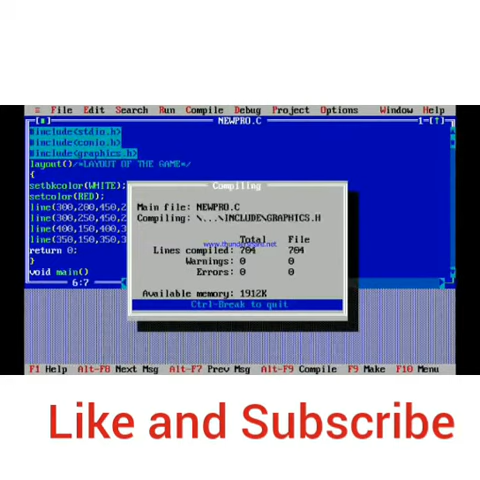 ≡ File Edit Search Run Compile Debug Project Options Window Help
[■] NEWPRO.C 1=[↑]
#include<stdio.h>
#include<conio.h>
#include<graphics.h>
layout()/*LAYOUT OF THE GAME*/
{
setbkcolor(WHITE);
setcolor(RED);
line(300,200,450,2
line(300,250,450,2
line(400,150,400,3
line(350,150,350,3
return 0;
}
void main()
6:7
Compiling
Main file: NEWPRO.C
Compiling: \...\INCLUDE\GRAPHICS.H
Total File
Lines compiled: 704 704
Warnings: 0 0
Errors: 0 0
Available memory: 1912K
Ctrl-Break to quit
F1 Help Alt-F8 Next Msg Alt-F7 Prev Msg Alt-F9 Compile F9 Make F10 Menu
Like and Subscribe